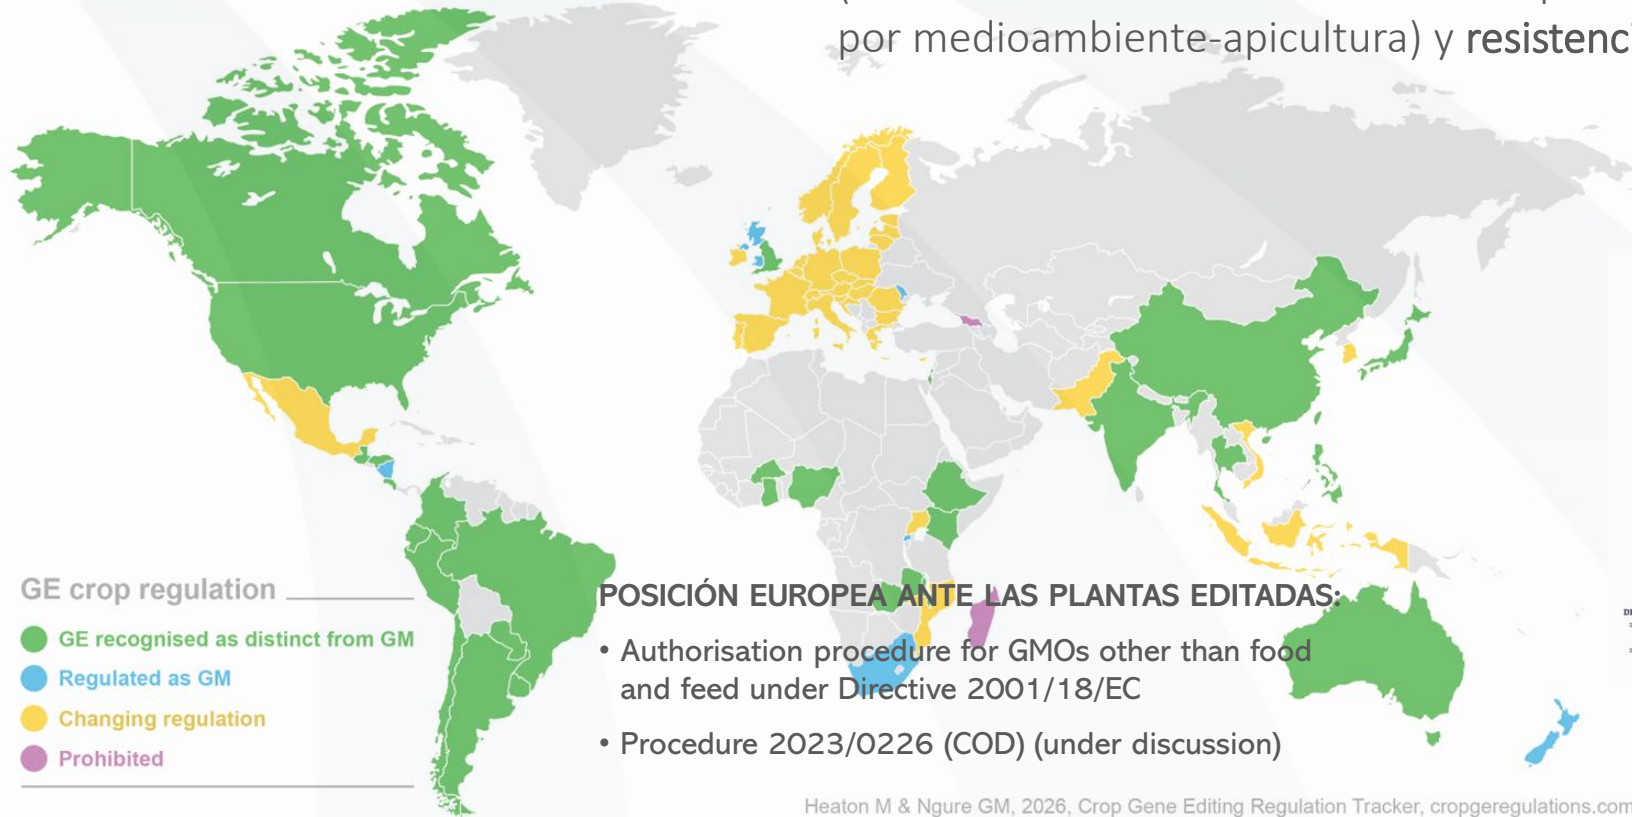 por medioambiente-apicultura) y resistenci
GE crop regulation
GE recognised as distinct from GM
Regulated as GM
Changing regulation
Prohibited
POSICIÓN EUROPEA ANTE LAS PLANTAS EDITADAS:
• Authorisation procedure for GMOs other than food
and feed under Directive 2001/18/EC
• Procedure 2023/0226 (COD) (under discussion)
Heaton M & Ngure GM, 2026, Crop Gene Editing Regulation Tracker, cropgeregulations.com